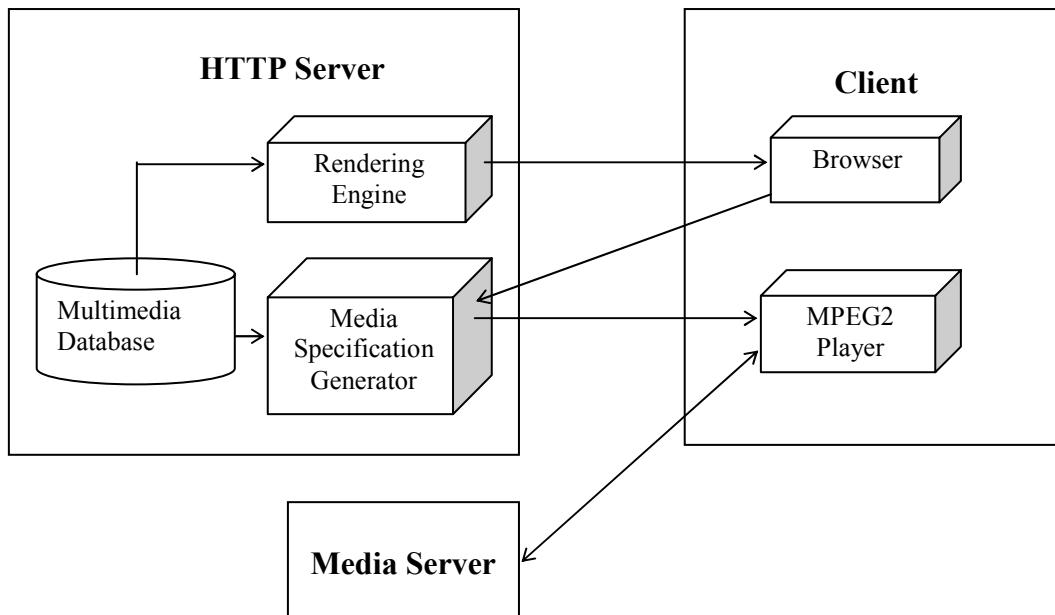 HTTP Server
Client
Rendering
Engine
Browser
Multimedia
Database
Media
Specification
Generator
MPEG2
Player
Media Server